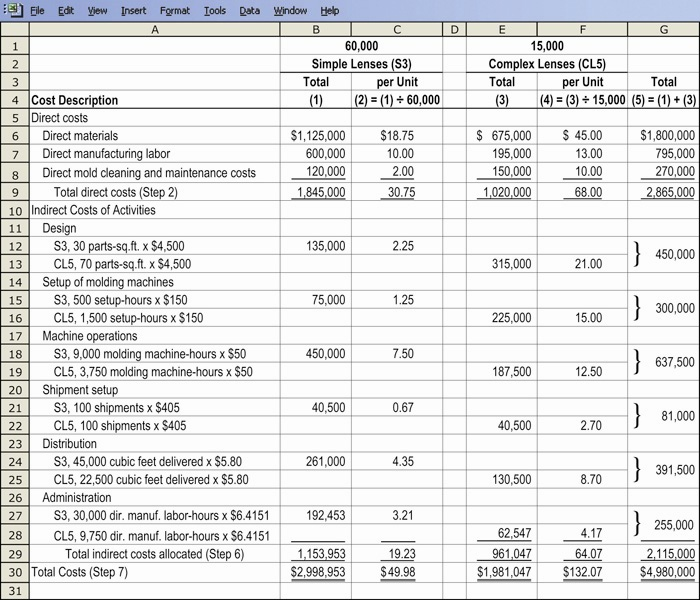 File Edit View Insert Format Tools Data Window Help
A B C D E F G
1 60,000 15,000
2 Simple Lenses (S3) Complex Lenses (CL5)
3 Total per Unit Total per Unit Total
4 Cost Description (1) (2) = (1) ÷ 60,000 (3) (4) = (3) ÷ 15,000 (5) = (1) + (3)
5 Direct costs
6 Direct materials $1,125,000 $18.75 $ 675,000 $ 45.00 $1,800,000
7 Direct manufacturing labor 600,000 10.00 195,000 13.00 795,000
8 Direct mold cleaning and maintenance costs 120,000 2.00 150,000 10.00 270,000
9 Total direct costs (Step 2) 1,845,000 30.75 1,020,000 68.00 2,865,000
10 Indirect Costs of Activities
11 Design
12 S3, 30 parts-sq.ft. x $4,500 135,000 2.25
} 450,000
13 CL5, 70 parts-sq.ft. x $4,500 315,000 21.00
14 Setup of molding machines
15 S3, 500 setup-hours x $150 75,000 1.25
} 300,000
16 CL5, 1,500 setup-hours x $150 225,000 15.00
17 Machine operations
18 S3, 9,000 molding machine-hours x $50 450,000 7.50
} 637,500
19 CL5, 3,750 molding machine-hours x $50 187,500 12.50
20 Shipment setup
21 S3, 100 shipments x $405 40,500 0.67
} 81,000
22 CL5, 100 shipments x $405 40,500 2.70
23 Distribution
24 S3, 45,000 cubic feet delivered x $5.80 261,000 4.35
} 391,500
25 CL5, 22,500 cubic feet delivered x $5.80 130,500 8.70
26 Administration
27 S3, 30,000 dir. manuf. labor-hours x $6.4151 192,453 3.21
} 255,000
28 CL5, 9,750 dir. manuf. labor-hours x $6.4151 62,547 4.17
29 Total indirect costs allocated (Step 6) 1,153,953 19.23 961,047 64.07 2,115,000
30 Total Costs (Step 7) $2,998,953 $49.98 $1,981,047 $132.07 $4,980,000
31